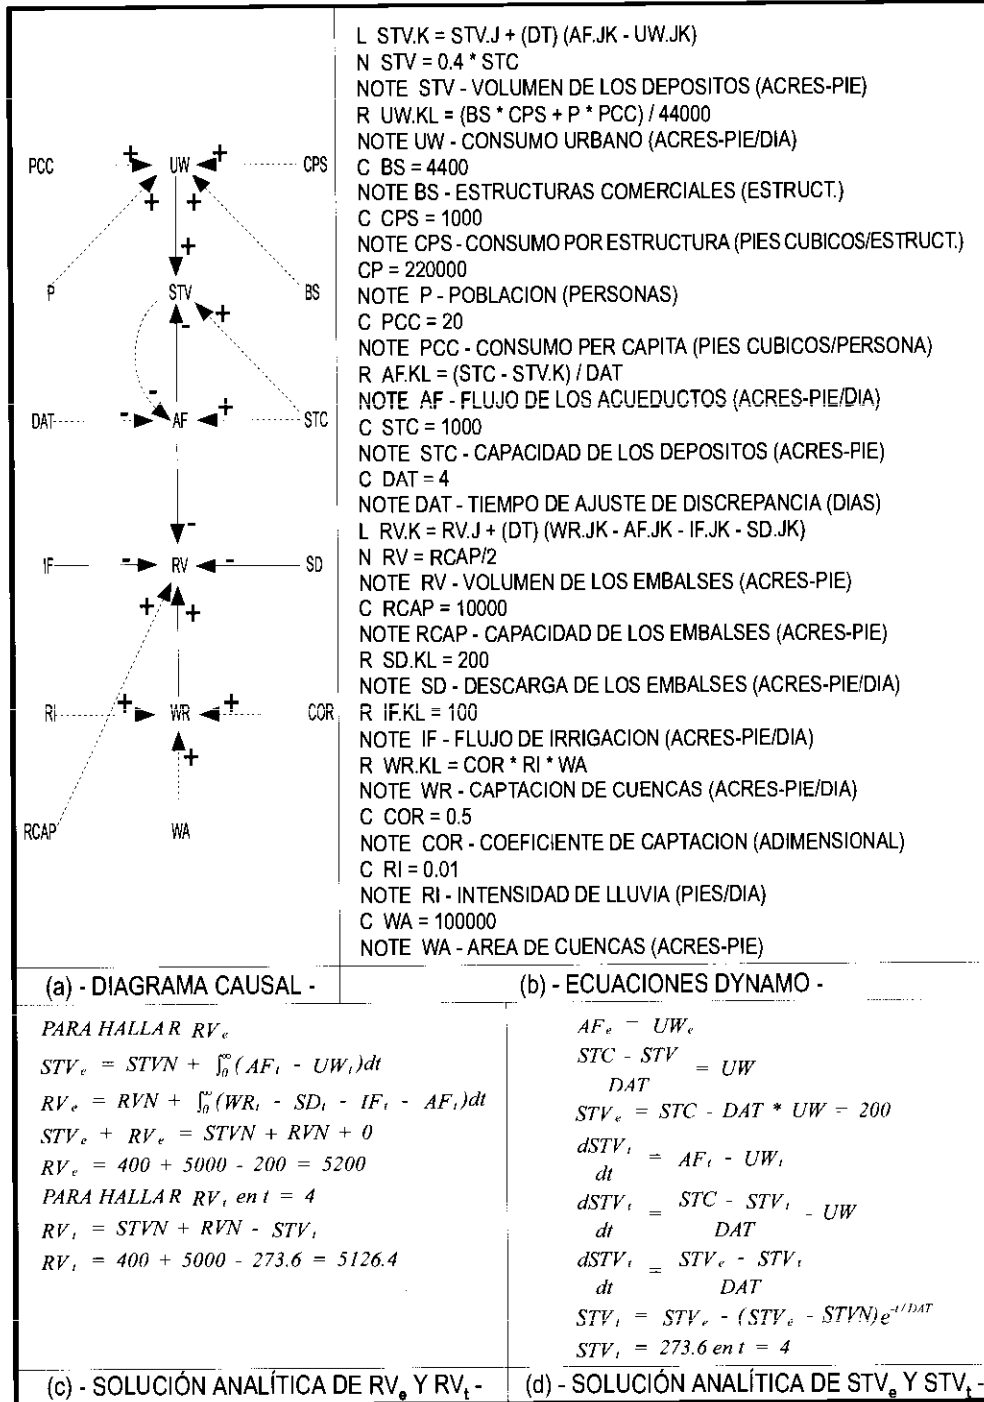 L STV.K = STV.J + (DT) (AF.JK - UW.JK)
N STV = 0.4 * STC
NOTE STV - VOLUMEN DE LOS DEPOSITOS (ACRES-PIE)
R UW.KL = (BS * CPS + P * PCC) / 44000
NOTE UW - CONSUMO URBANO (ACRES-PIE/DIA)
C BS = 4400
NOTE BS - ESTRUCTURAS COMERCIALES (ESTRUCT.)
C CPS = 1000
NOTE CPS - CONSUMO POR ESTRUCTURA (PIES CUBICOS/ESTRUCT.)
CP = 220000
NOTE P - POBLACION (PERSONAS)
C PCC = 20
NOTE PCC - CONSUMO PER CAPITA (PIES CUBICOS/PERSONA)
R AF.KL = (STC - STV.K) / DAT
NOTE AF - FLUJO DE LOS ACUEDUCTOS (ACRES-PIE/DIA)
C STC = 1000
NOTE STC - CAPACIDAD DE LOS DEPOSITOS (ACRES-PIE)
C DAT = 4
NOTE DAT - TIEMPO DE AJUSTE DE DISCREPANCIA (DIAS)
L RV.K = RV.J + (DT) (WR.JK - AF.JK - IF.JK - SD.JK)
N RV = RCAP/2
NOTE RV - VOLUMEN DE LOS EMBALSES (ACRES-PIE)
C RCAP = 10000
NOTE RCAP - CAPACIDAD DE LOS EMBALSES (ACRES-PIE)
R SD.KL = 200
NOTE SD - DESCARGA DE LOS EMBALSES (ACRES-PIE/DIA)
R IF.KL = 100
NOTE IF - FLUJO DE IRRIGACION (ACRES-PIE/DIA)
R WR.KL = COR * RI * WA
NOTE WR - CAPTACION DE CUENCAS (ACRES-PIE/DIA)
C COR = 0.5
NOTE COR - COEFICIENTE DE CAPTACION (ADIMENSIONAL)
C RI = 0.01
NOTE RI - INTENSIDAD DE LLUVIA (PIES/DIA)
C WA = 100000
NOTE WA - AREA DE CUENCAS (ACRES-PIE)
PCC + UW + CPS
+ +
+
P STV BS
- +
-
DAT - AF + STC
-
IF - RV - SD
+ +
RI + WR + COR
+
RCAP WA
(a) - DIAGRAMA CAUSAL -
(b) - ECUACIONES DYNAMO -
PARA HALLAR RVₑ
STVₑ = STVN + ∫₀^∞ (AFₜ - UWₜ)dt
RVₑ = RVN + ∫₀^∞ (WRₜ - SDₜ - IFₜ - AFₜ)dt
STVₑ + RVₑ = STVN + RVN + 0
RVₑ = 400 + 5000 - 200 = 5200
PARA HALLAR RVₜ en t = 4
RVₜ = STVN + RVN - STVₜ
RVₜ = 400 + 5000 - 273.6 = 5126.4
AFₑ = UWₑ
STC - STV
= UW
DAT
STVₑ = STC - DAT * UW = 200
dSTVₜ
= AFₜ - UWₜ
dt
dSTVₜ STC - STVₜ
= - UW
dt DAT
dSTVₜ STVₑ - STVₜ
=
dt DAT
STVₜ = STVₑ - (STVₑ - STVN)e^-t/DAT
STVₜ = 273.6 en t = 4
(c) - SOLUCIÓN ANALÍTICA DE RVₑ Y RVₜ -
(d) - SOLUCIÓN ANALÍTICA DE STVₑ Y STVₜ -